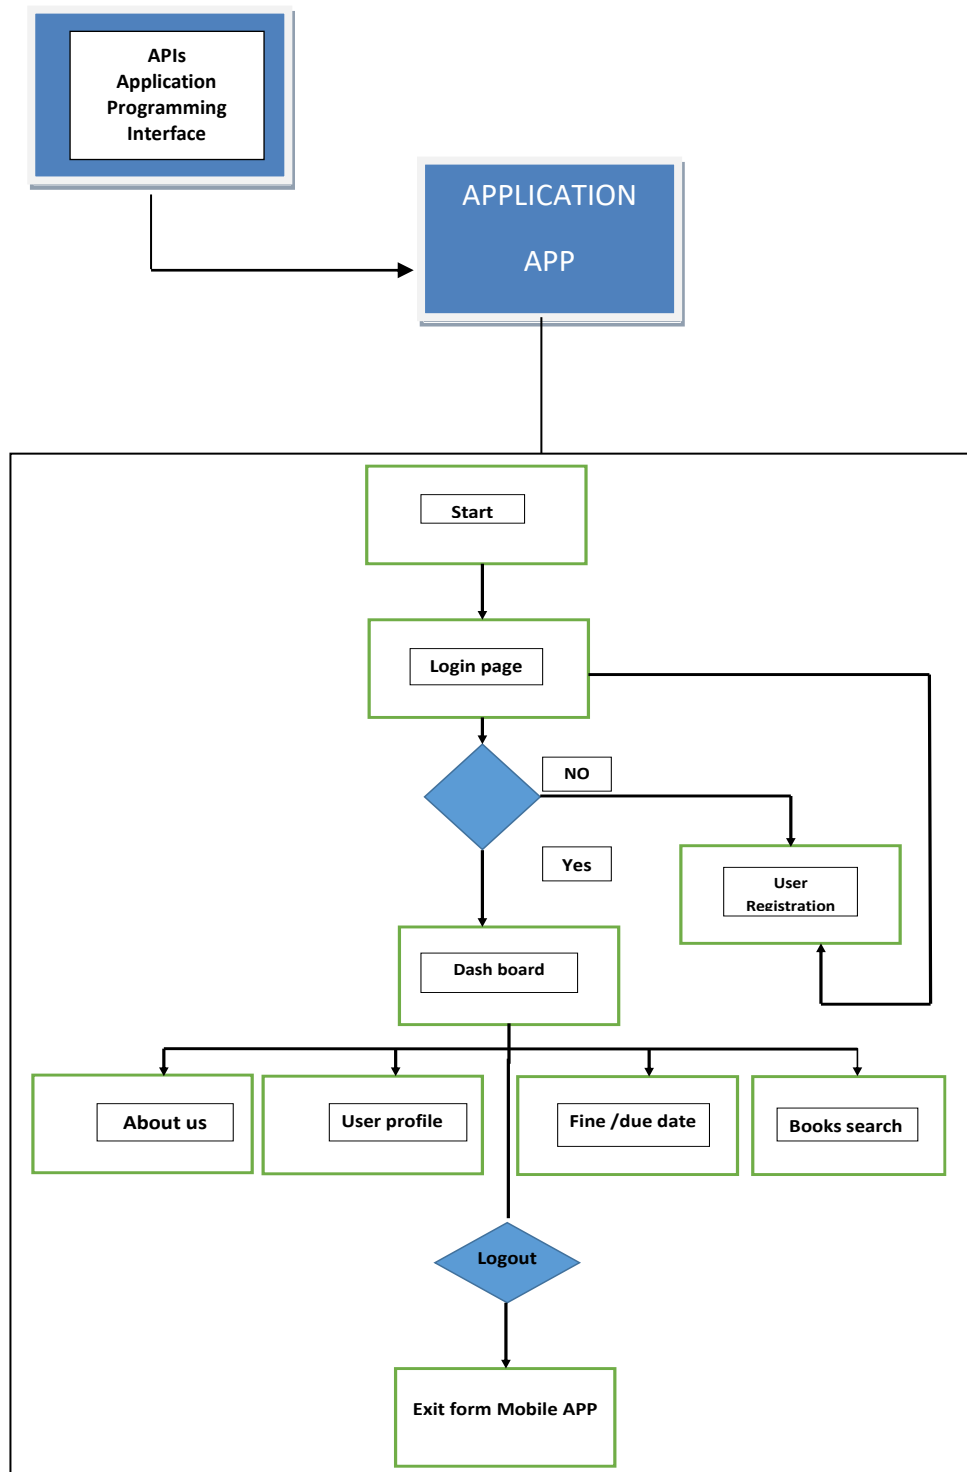 APIs
Application
Programming
Interface
APPLICATION
APP
Start
Login page
NO
Yes
User
Registration
Dash board
About us
User profile
Fine /due date
Books search
Logout
Exit form Mobile APP